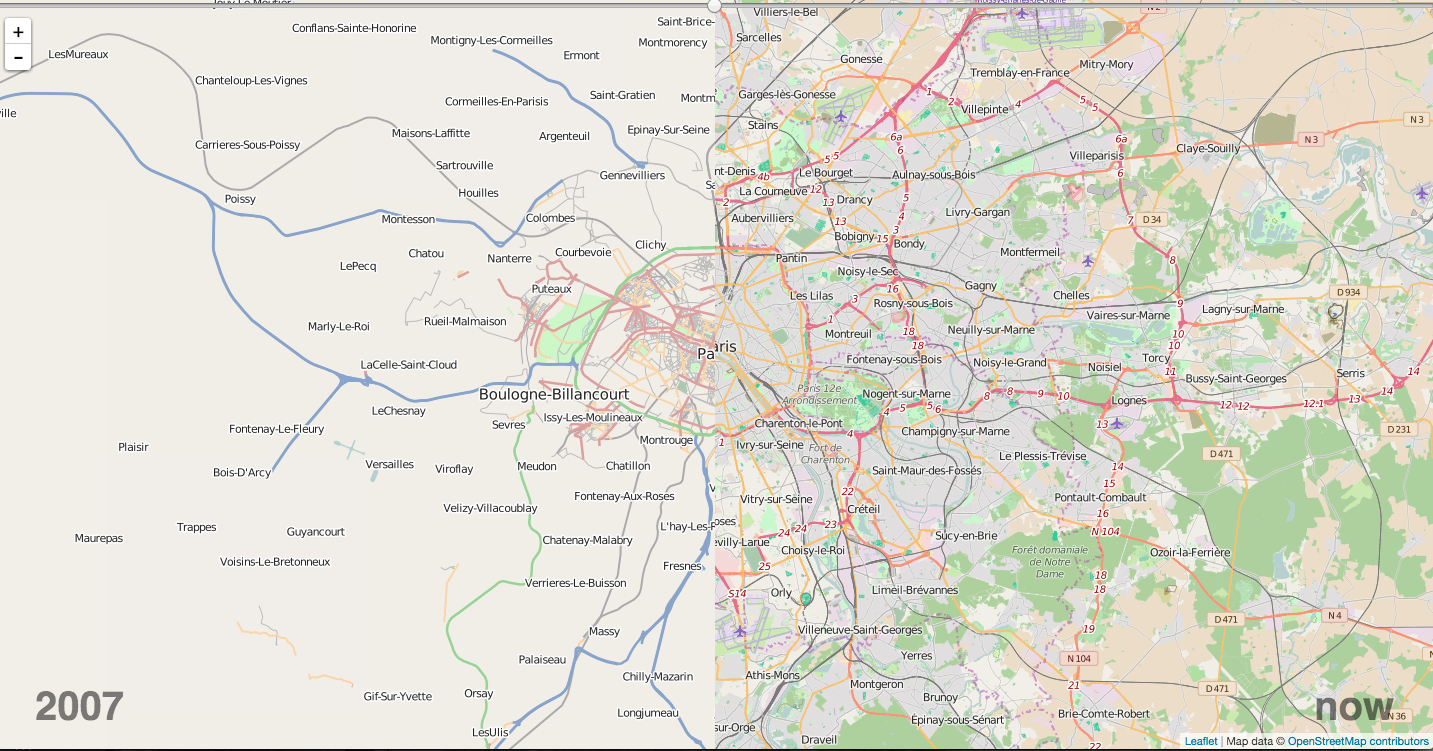 Conflans-Sainte-Honorine
Montigny-Les-Cormeilles
Saint-Brice-
Montmorency
LesMureaux
Ermont
Chanteloup-Les-Vignes
Cormeilles-En-Parisis
Saint-Gratien
Montm
ville
Maisons-Laffitte
Argenteuil
Epinay-Sur-Seine
Carrieres-Sous-Poissy
Sartrouville
Gennevilliers
Houilles
Poissy
Montesson
Colombes
Clichy
Chatou
Nanterre
Courbevoie
LePecq
Puteaux
Marly-Le-Roi
Rueil-Malmaison
Paris
LaCelle-Saint-Cloud
Boulogne-Billancourt
LeChesnay
Sevres
Issy-Les-Moulineaux
Fontenay-Le-Fleury
Montrouge
Plaisir
Versailles
Viroflay
Meudon
Chatillon
Bois-D'Arcy
Fontenay-Aux-Roses
Velizy-Villacoublay
Trappes
Guyancourt
L'hay-Les-R
Maurepas
Chatenay-Malabry
Voisins-Le-Bretonneux
Fresnes
Verrieres-Le-Buisson
Massy
Palaiseau
Chilly-Mazarin
Gif-Sur-Yvette
Orsay
Longjumeau
LesUlis
2007
Villiers-le-Bel
Sarcelles
Gonesse
Mitry-Mory
Tremblay-en-France
Garges-lès-Gonesse
Villepinte
Stains
N 3
N 3
Villeparisis
Claye-Souilly
nt-Denis
Le Bourget
Aulnay-sous-Bois
La Courneuve
Drancy
Aubervilliers
Livry-Gargan
D 34
Bobigny
Bondy
Montfermeil
Pantin
Noisy-le-Sec
Gagny
Chelles
D 934
Les Lilas
Rosny-sous-Bois
Vaires-sur-Marne
Lagny-sur-Marne
Montreuil
Neuilly-sur-Marne
Fontenay-sous-Bois
Noisy-le-Grand
Noisiel
Torcy
Bussy-Saint-Georges
Serris
Paris 12e
Arrondissement
Nogent-sur-Marne
Lognes
Charenton-le-Pont
Champigny-sur-Marne
D 231
Ivry-sur-Seine
Fort de
Charenton
Le Plessis-Trévise
D 471
Saint-Maur-des-Fossés
Vitry-sur-Seine
Pontault-Combault
Créteil
N 104
evilly-Larue
Choisy-le-Roi
Sucy-en-Brie
Forêt domaniale
de Notre
Dame
Ozoir-la-Ferrière
Orly
Limeil-Brévannes
D 471
N 4
Villeneuve-Saint-Georges
Yerres
N 104
Athis-Mons
Montgeron
Brunoy
D 471
Épinay-sous-Sénart
Brie-Comte-Robert
N 36
Draveil
now
Leaflet | Map data © OpenStreetMap contributors